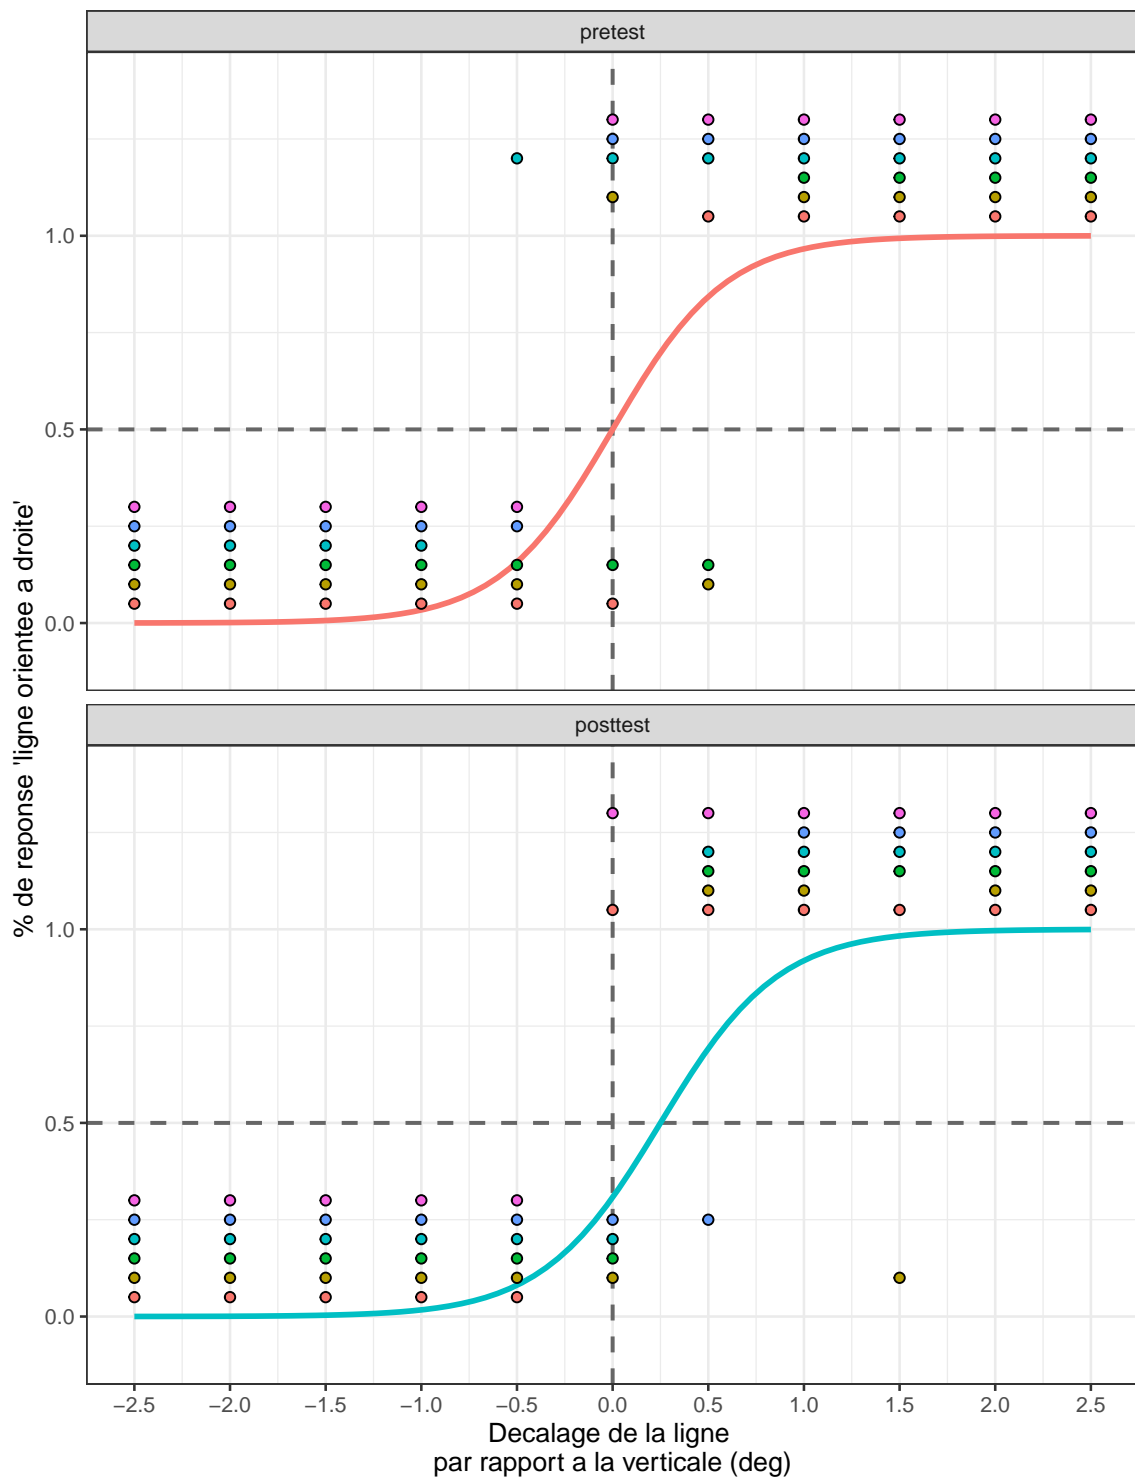 pretest
1.0
0.5
0.0
% de reponse 'ligne orientee a droite'
posttest
1.0
0.5
0.0
−2.5 −2.0 −1.5 −1.0 −0.5 0.0 0.5 1.0 1.5 2.0 2.5
Decalage de la ligne
par rapport a la verticale (deg)